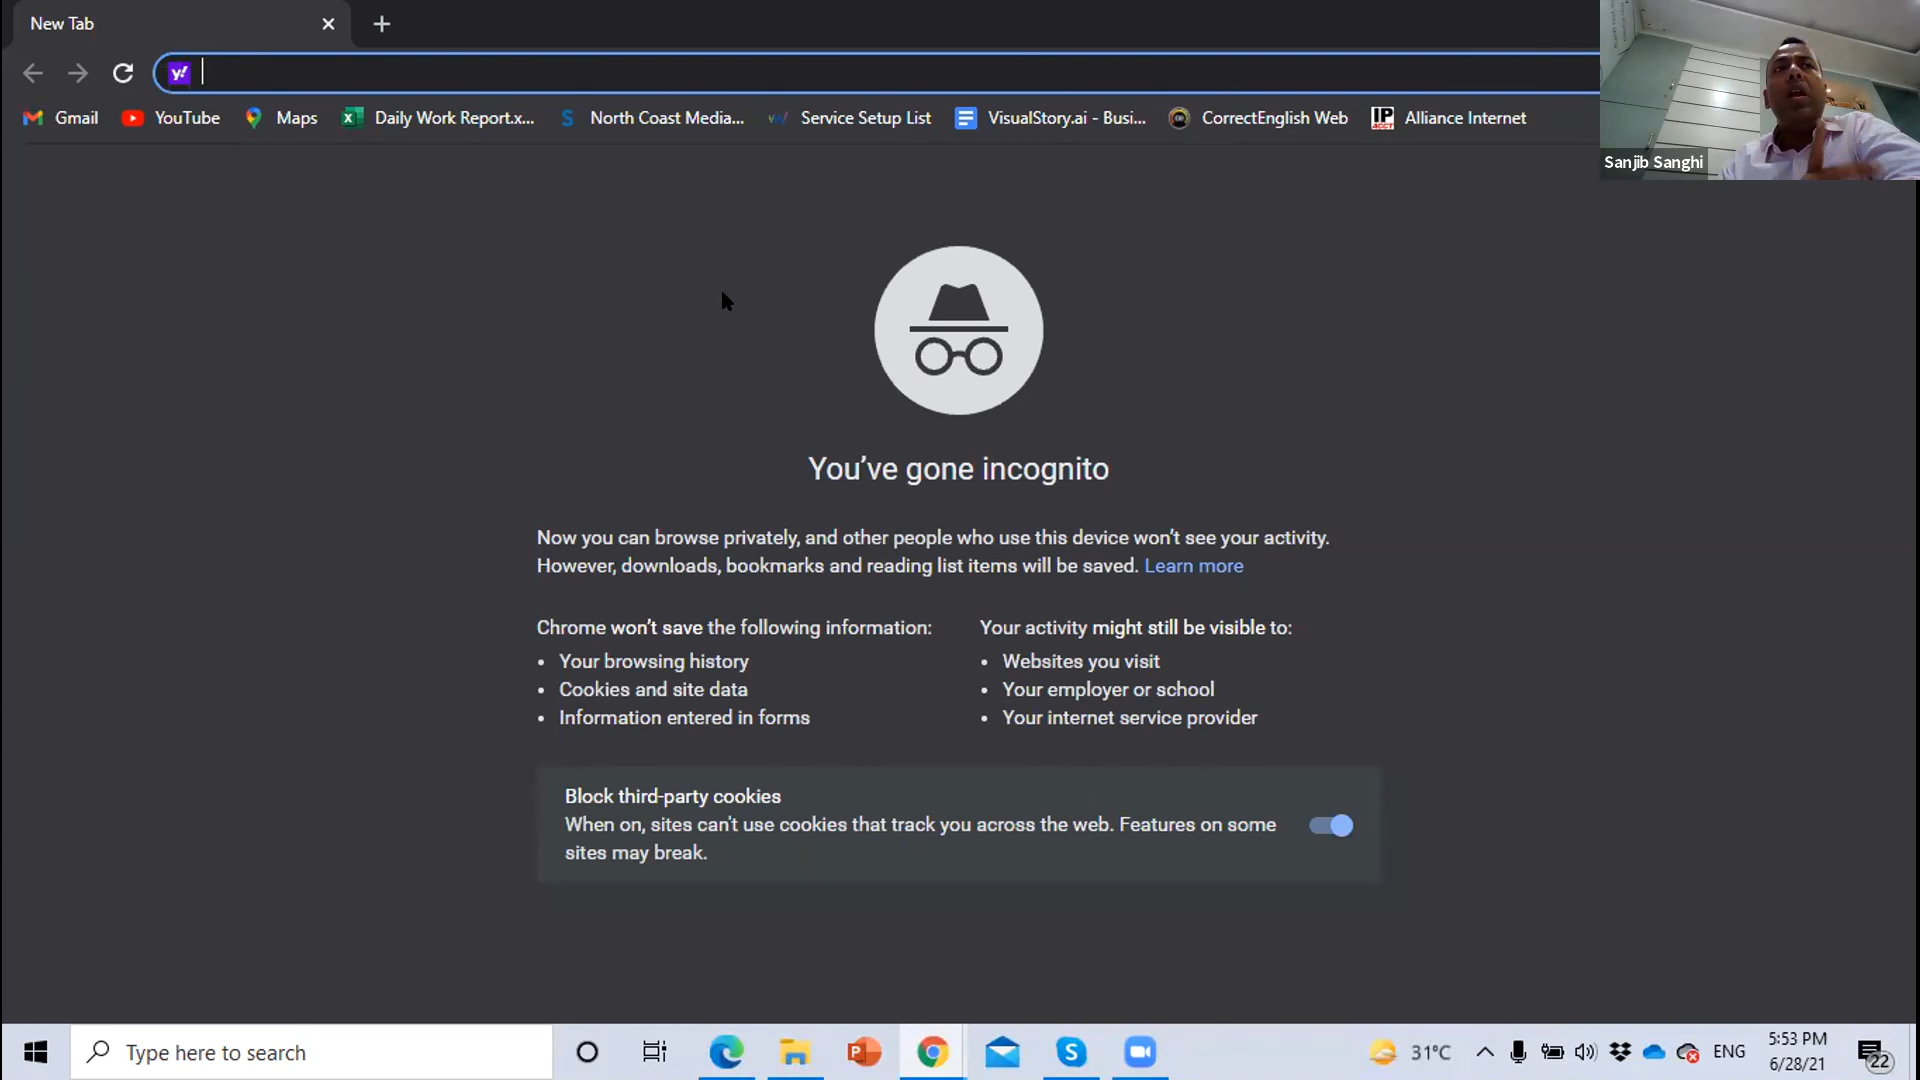 New Tab
y!
Gmail YouTube Maps Daily Work Report.x... North Coast Media... Service Setup List VisualStory.ai - Busi... CorrectEnglish Web Alliance Internet
Sanjib Sanghi
You've gone incognito
Now you can browse privately, and other people who use this device won't see your activity.
However, downloads, bookmarks and reading list items will be saved. Learn more
Chrome won't save the following information:
• Your browsing history
• Cookies and site data
• Information entered in forms
Your activity might still be visible to:
• Websites you visit
• Your employer or school
• Your internet service provider
Block third-party cookies
When on, sites can't use cookies that track you across the web. Features on some
sites may break.
Type here to search
31°C
ENG
5:53 PM
6/28/21
22